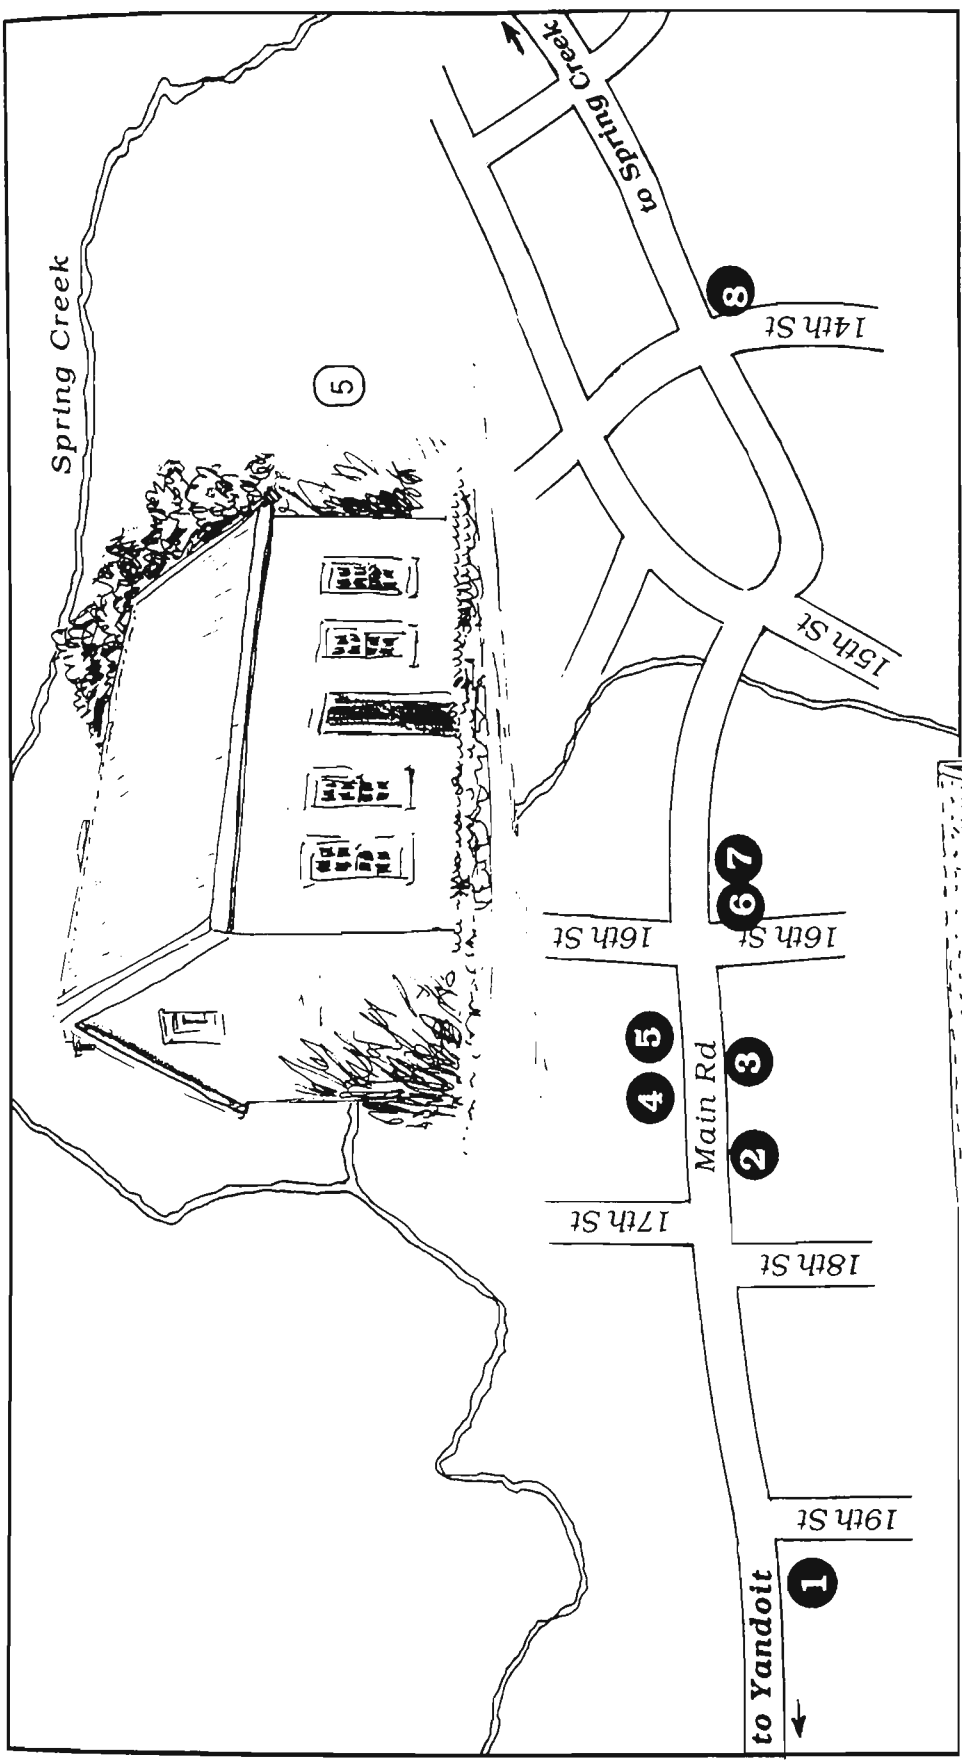 Spring Creek
5
to Spring Creek
8
14th St
15th St
7
6
16th St
16th St
5
4
3
Main Rd
2
17th St
18th St
19th St
1
to Yandoit